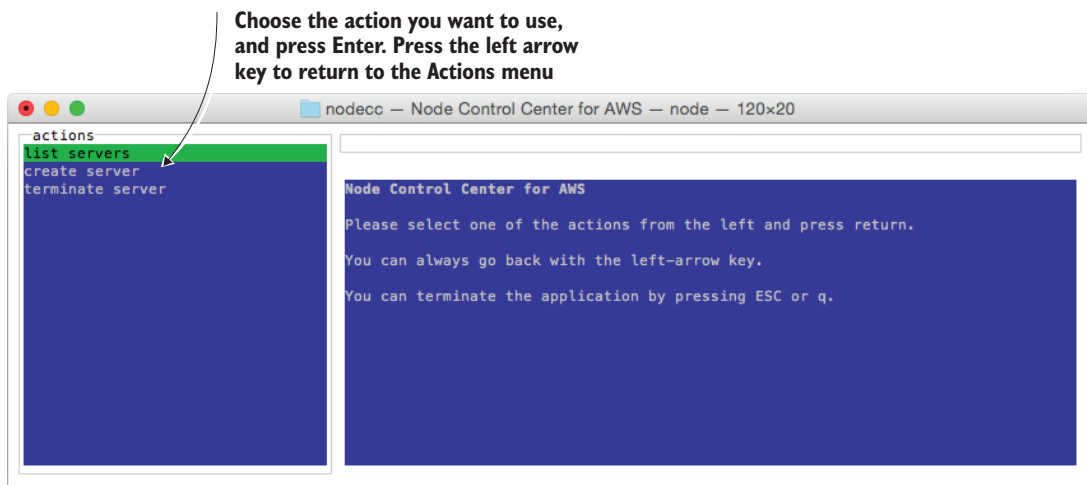 Choose the action you want to use,
and press Enter. Press the left arrow
key to return to the Actions menu
nodecc — Node Control Center for AWS — node — 120×20
actions
list servers
create server
terminate server
Node Control Center for AWS
Please select one of the actions from the left and press return.
You can always go back with the left-arrow key.
You can terminate the application by pressing ESC or q.